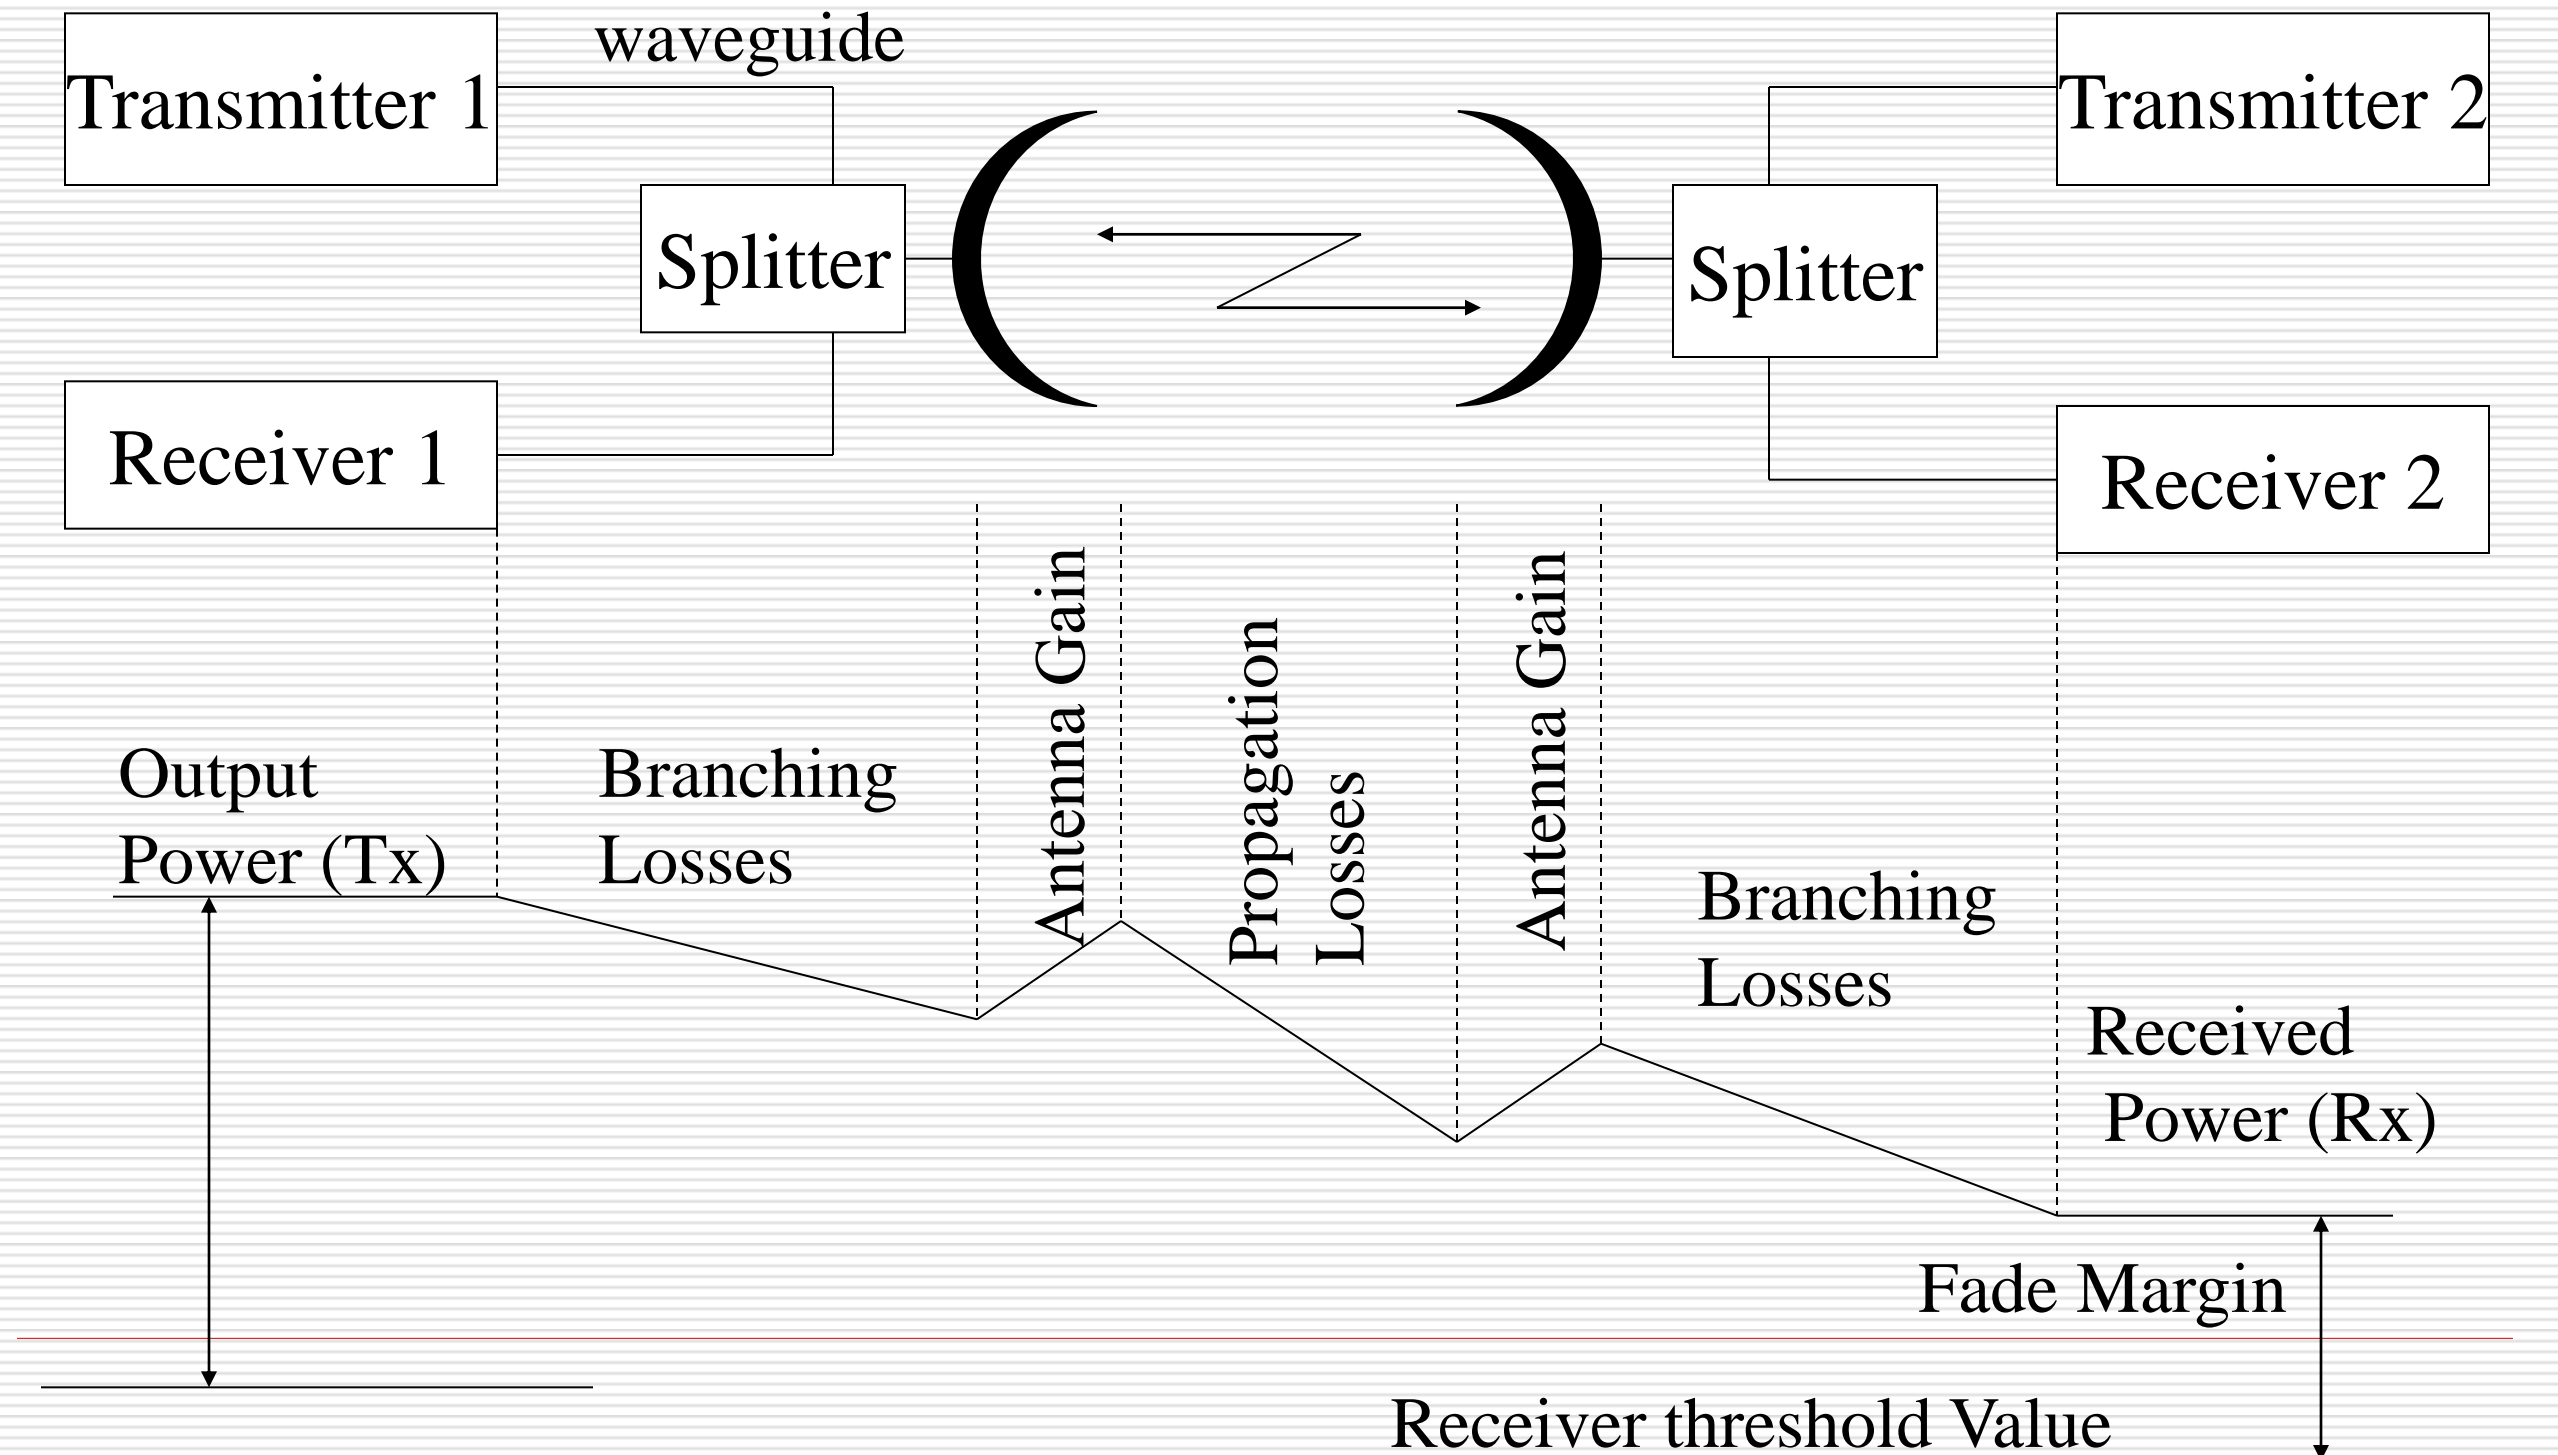 waveguide
Transmitter 1
Transmitter 2
Splitter
Splitter
Receiver 1
Receiver 2
Output
Power (Tx)
Branching
Losses
Antenna Gain
Propagation
Losses
Antenna Gain
Branching
Losses
Received
Power (Rx)
Fade Margin
Receiver threshold Value